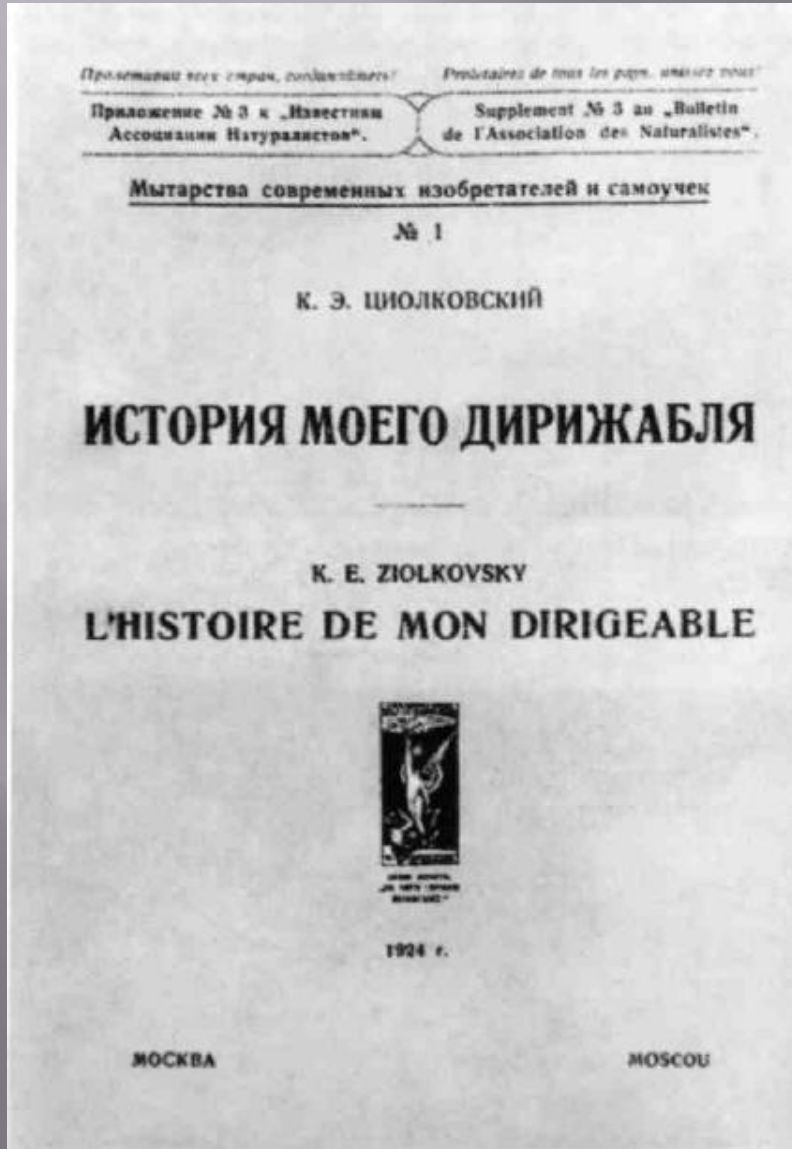 Пролетарии всех стран, соединяйтесь!
Proletaires de tous les pays, unissez vous!
Приложение № 3 к „Известиям
Ассоциации Натуралистов“.
Supplement № 3 au „Bulletin
de l'Association des Naturalistes“.
Мытарства современных изобретателей и самоучек
№ 1
К. Э. ЦИОЛКОВСКИЙ
ИСТОРИЯ МОЕГО ДИРИЖАБЛЯ
K. E. ZIOLKOVSKY
L'HISTOIRE DE MON DIRIGEABLE
1924 г.
МОСКВА
MOSCOU